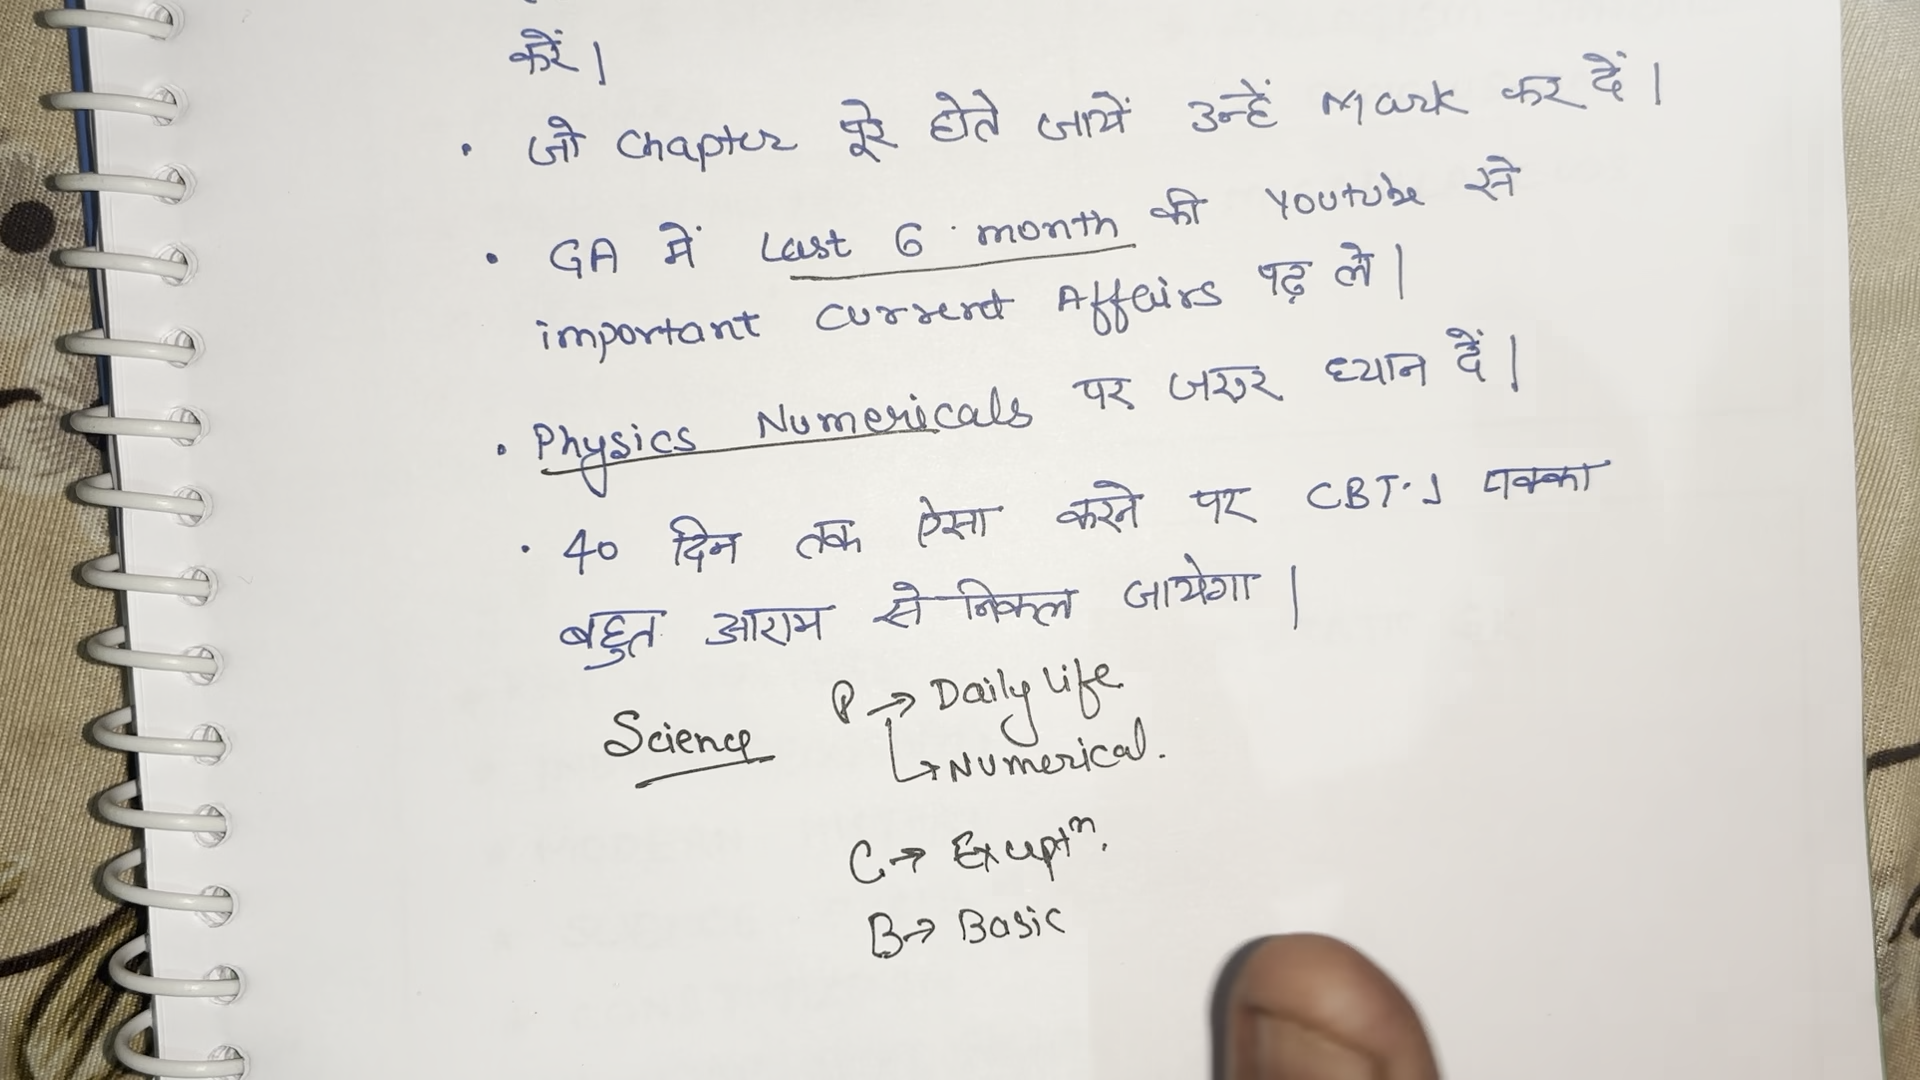 करें।
• जो chapter पूरे होते जायें उन्हें Mark कर दें।
• GA में Last 6 month की Youtube से
important current Affairs पढ़ ले।
• Physics Numericals पर जरुर ध्यान दें।
• 40 दिन तक ऐसा करने पर CBT-1 पक्का
बहुत आराम से निकल जायेगा।
Science P → Daily life
↳ Numerical.
C → Exceptⁿ.
B → Basic